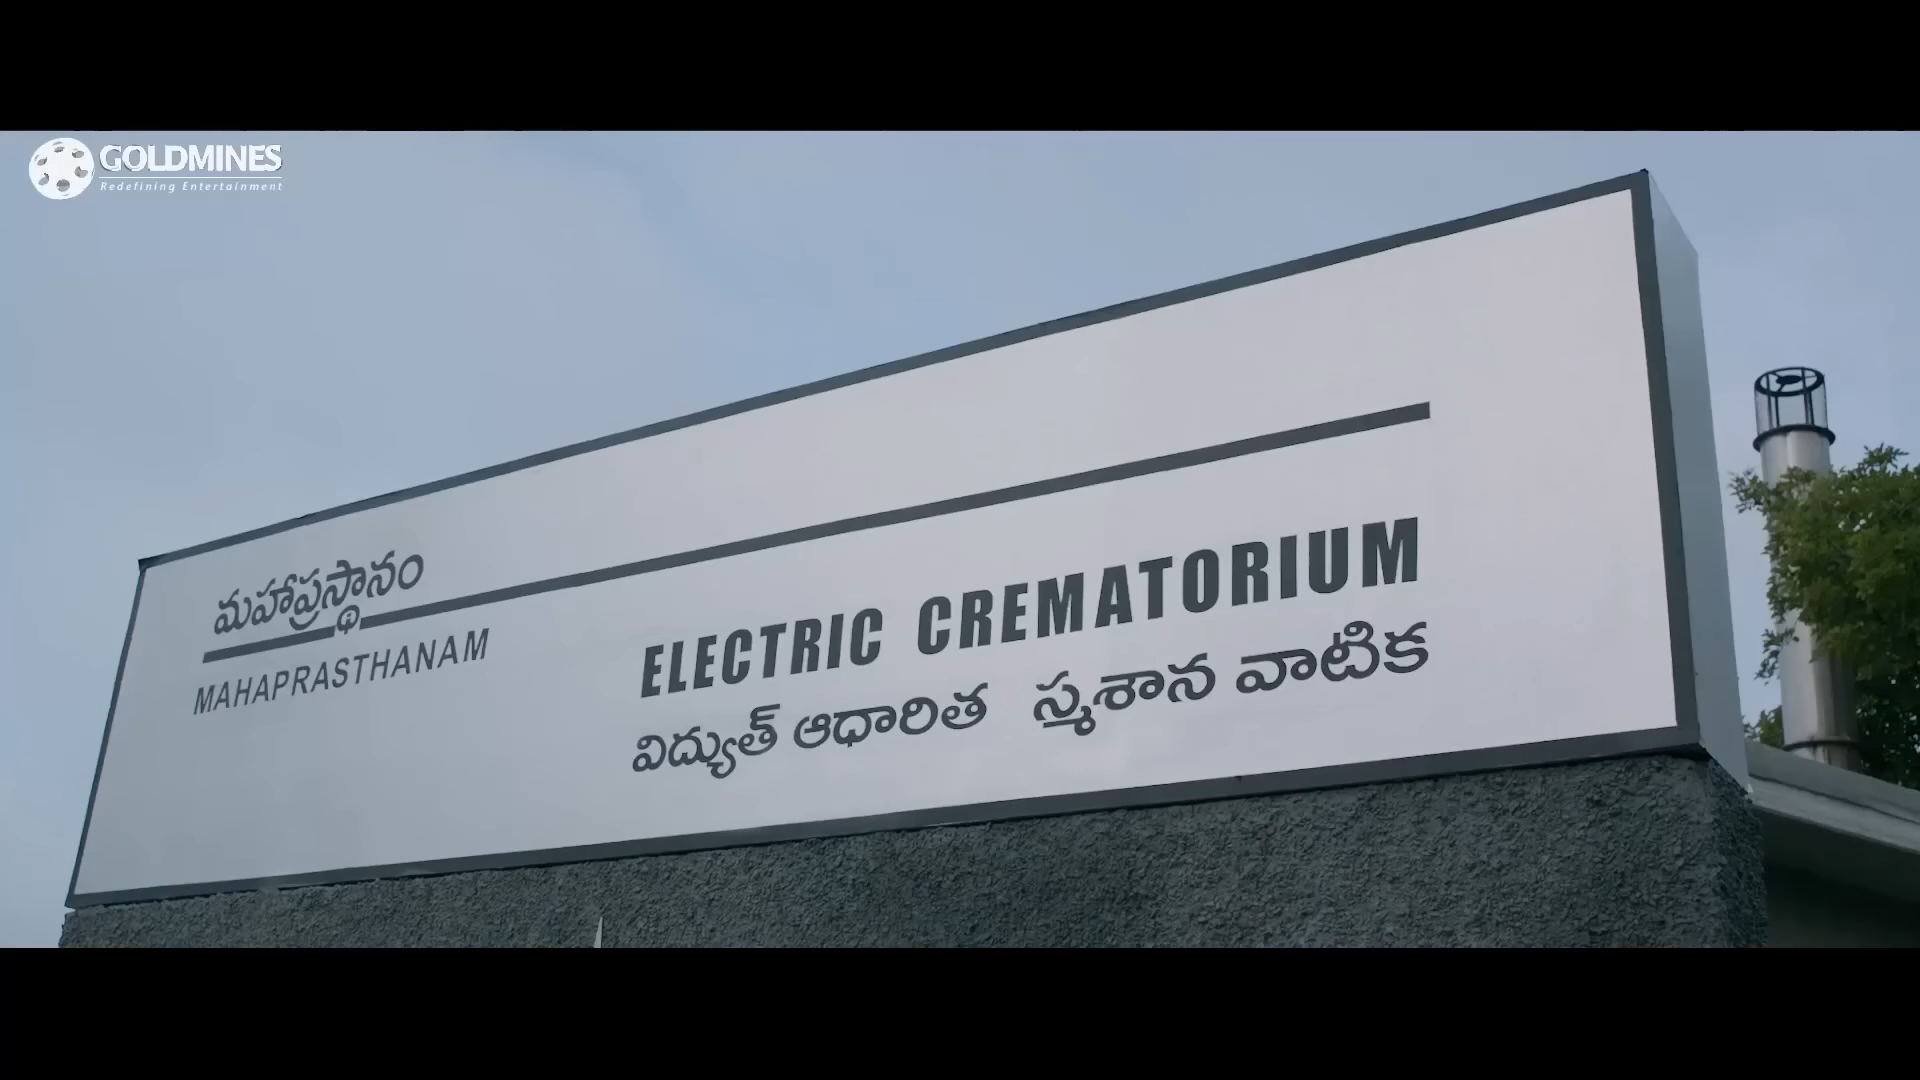 GOLDMINES
Redefining Entertainment
మహాప్రస్థానం
MAHAPRASTHANAM
ELECTRIC CREMATORIUM
విద్యుత్ ఆధారిత స్మశాన వాటిక